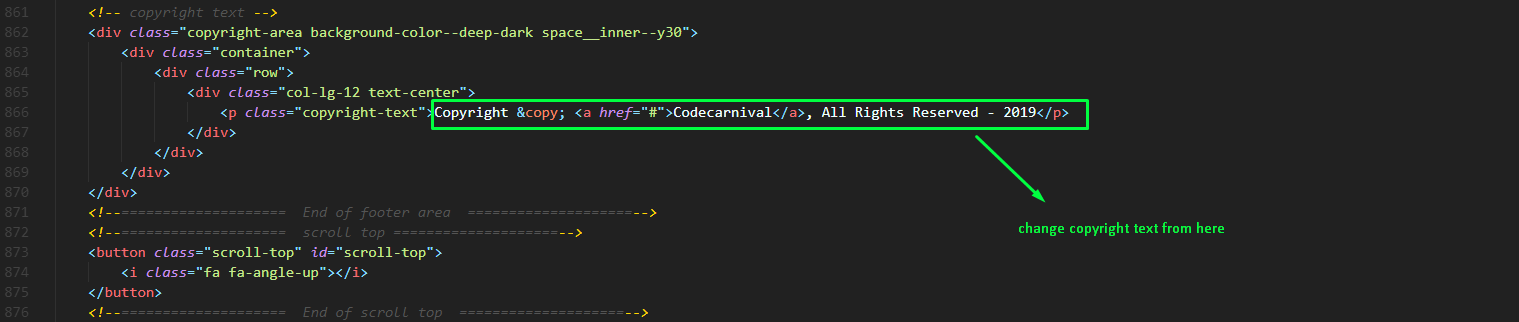 861 <!-- copyright text -->
862 <div class="copyright-area background-color--deep-dark space__inner--y30">
863 <div class="container">
864 <div class="row">
865 <div class="col-lg-12 text-center">
866 <p class="copyright-text">Copyright &copy; <a href="#">Codecarnival</a>, All Rights Reserved - 2019</p>
867 </div>
868 </div>
869 </div>
870 </div>
871 <!--==================== End of footer area ====================-->
872 <!--==================== scroll top ====================-->
change copyright text from here
873 <button class="scroll-top" id="scroll-top">
874 <i class="fa fa-angle-up"></i>
875 </button>
876 <!--==================== End of scroll top ====================-->